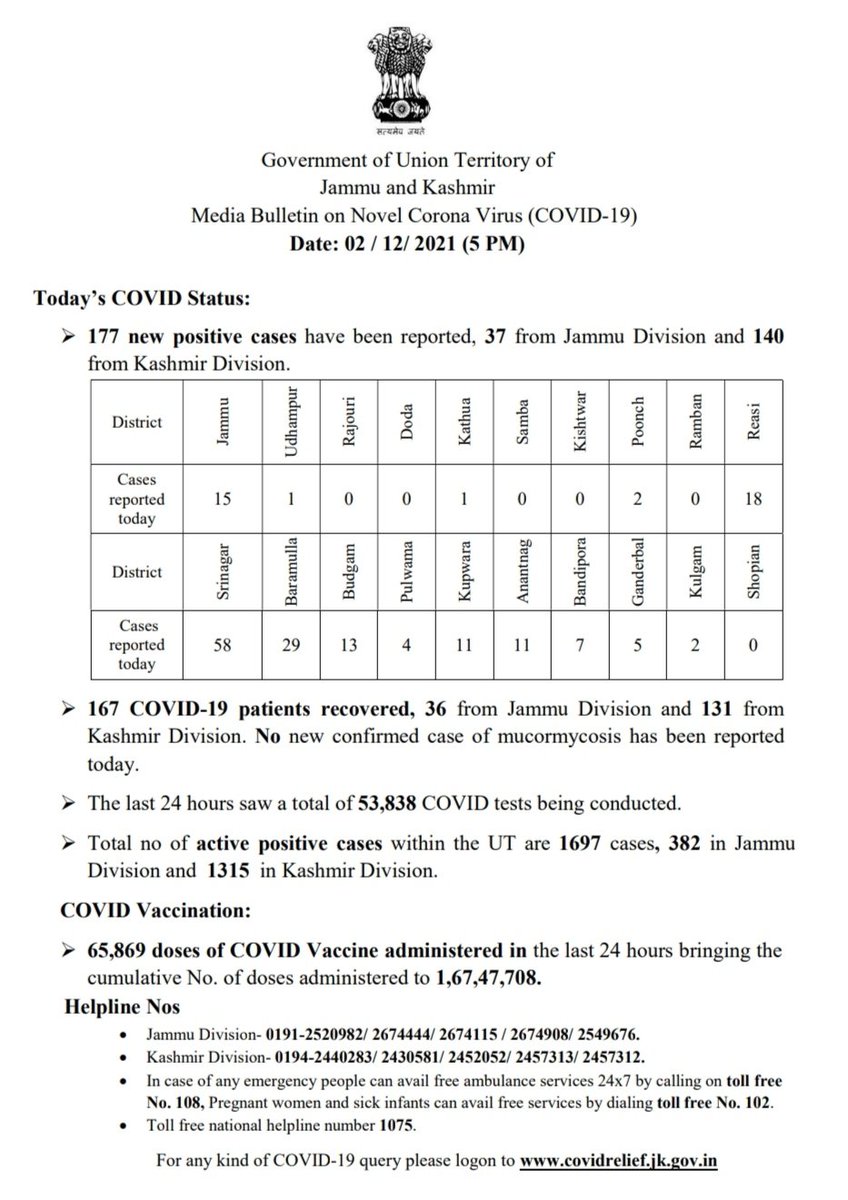 सत्यमेव जयते
Government of Union Territory of
Jammu and Kashmir
Media Bulletin on Novel Corona Virus (COVID-19)
Date: 02 / 12/ 2021 (5 PM)
Today’s COVID Status:
➢ 177 new positive cases have been reported, 37 from Jammu Division and 140
from Kashmir Division.
District Jammu Udhampur Rajouri Doda Kathua Samba Kishtwar Poonch Ramban Reasi
Cases
reported
today
15 1 0 0 1 0 0 2 0 18
District Srinagar Baramulla Budgam Pulwama Kupwara Anantnag Bandipora Ganderbal Kulgam Shopian
Cases
reported
today
58 29 13 4 11 11 7 5 2 0
➢ 167 COVID-19 patients recovered, 36 from Jammu Division and 131 from
Kashmir Division. No new confirmed case of mucormycosis has been reported
today.
➢ The last 24 hours saw a total of 53,838 COVID tests being conducted.
➢ Total no of active positive cases within the UT are 1697 cases, 382 in Jammu
Division and 1315 in Kashmir Division.
COVID Vaccination:
➢ 65,869 doses of COVID Vaccine administered in the last 24 hours bringing the
cumulative No. of doses administered to 1,67,47,708.
Helpline Nos
• Jammu Division- 0191-2520982/ 2674444/ 2674115 / 2674908/ 2549676.
• Kashmir Division- 0194-2440283/ 2430581/ 2452052/ 2457313/ 2457312.
• In case of any emergency people can avail free ambulance services 24x7 by calling on toll free
No. 108, Pregnant women and sick infants can avail free services by dialing toll free No. 102.
• Toll free national helpline number 1075.
For any kind of COVID-19 query please logon to www.covidrelief.jk.gov.in